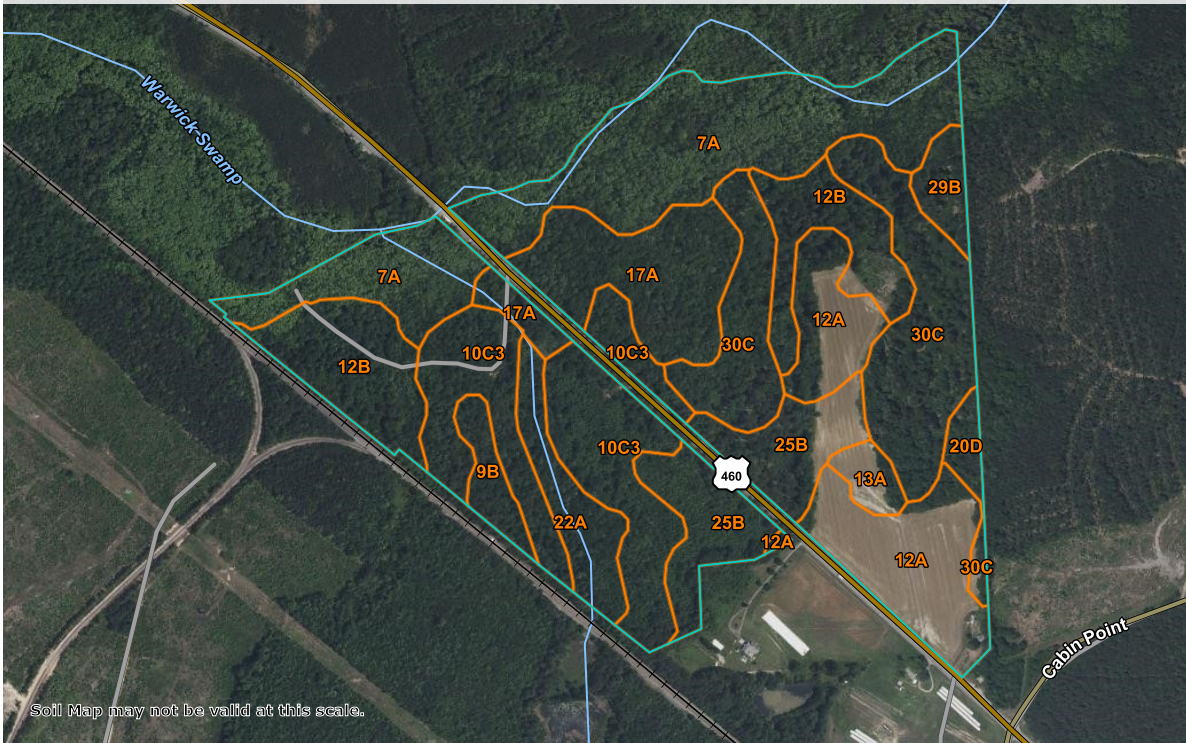 Warwick-Swamp
7A
12B
29B
7A
17A
17A
12A
30C
10C3
10C3
30C
12B
10C3
25B
20D
9B
460
13A
22A
25B
12A
12A
30C
Cabin Point
Soil Map may not be valid at this scale.